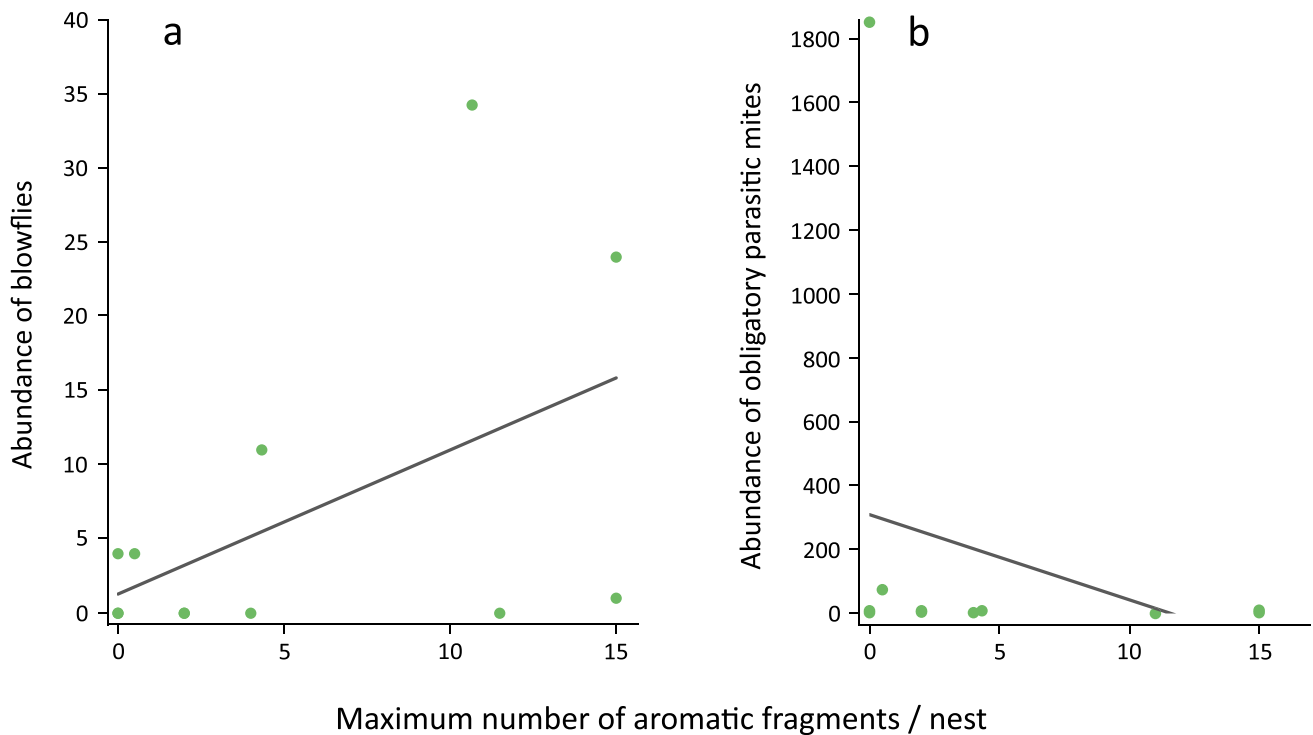 a
40
35
30
25
20
15
10
5
0
Abundance of blowflies
0 5 10 15
b
1800
1600
1400
1200
1000
800
600
400
200
0
Abundance of obligatory parasitic mites
0 5 10 15
Maximum number of aromatic fragments / nest